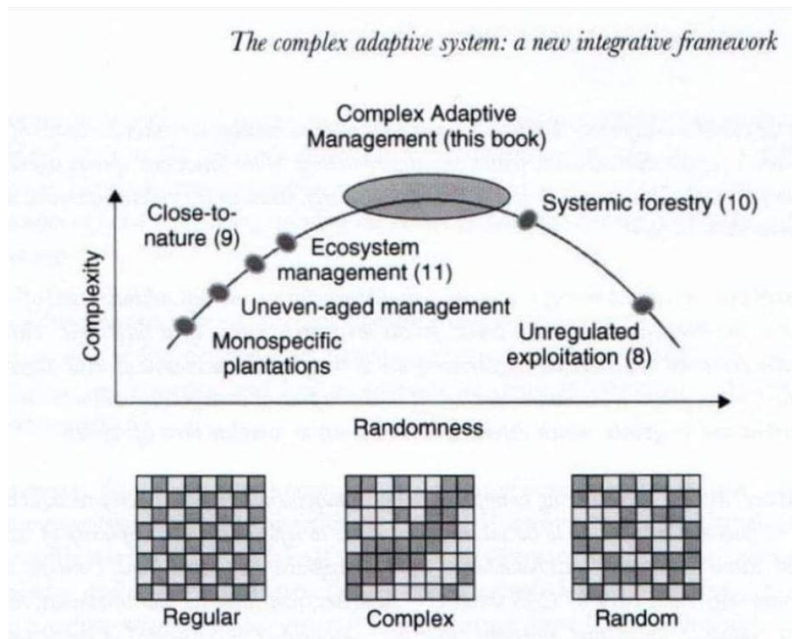 The complex adaptive system: a new integrative framework
Complex Adaptive
Management (this book)
Systemic forestry (10)
Close-to-
nature (9)
Ecosystem
management (11)
Uneven-aged management
Monospecific
plantations
Unregulated
exploitation (8)
Complexity
Randomness
Regular
Complex
Random